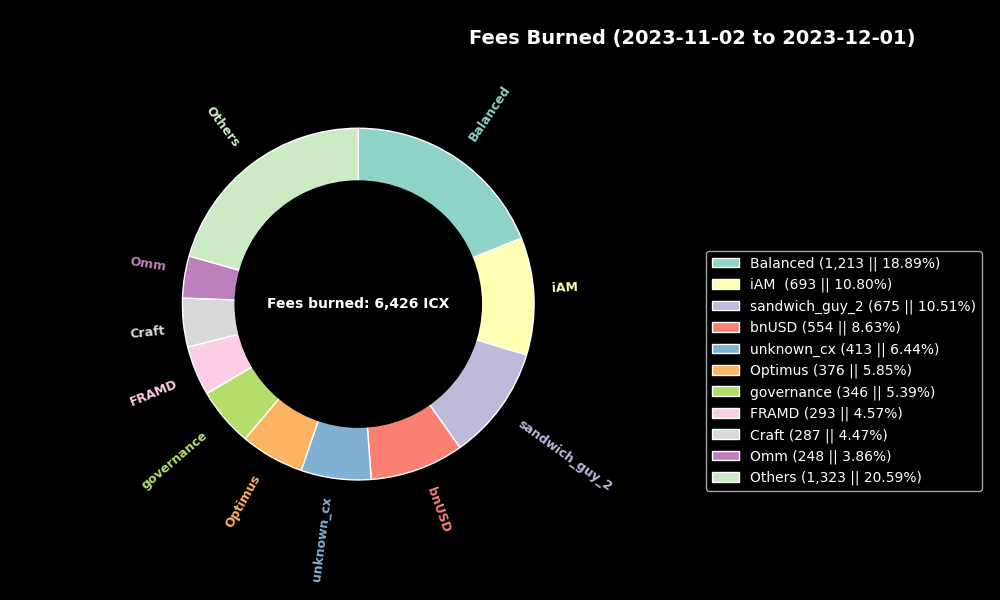 Fees Burned (2023-11-02 to 2023-12-01)
Balanced
Others
Omm
iAM
Fees burned: 6,426 ICX
Craft
FRAMD
governance
sandwich_guy_2
Optimus
bnUSD
unknown_cx
Balanced (1,213 || 18.89%)
iAM  (693 || 10.80%)
sandwich_guy_2 (675 || 10.51%)
bnUSD (554 || 8.63%)
unknown_cx (413 || 6.44%)
Optimus (376 || 5.85%)
governance (346 || 5.39%)
FRAMD (293 || 4.57%)
Craft (287 || 4.47%)
Omm (248 || 3.86%)
Others (1,323 || 20.59%)